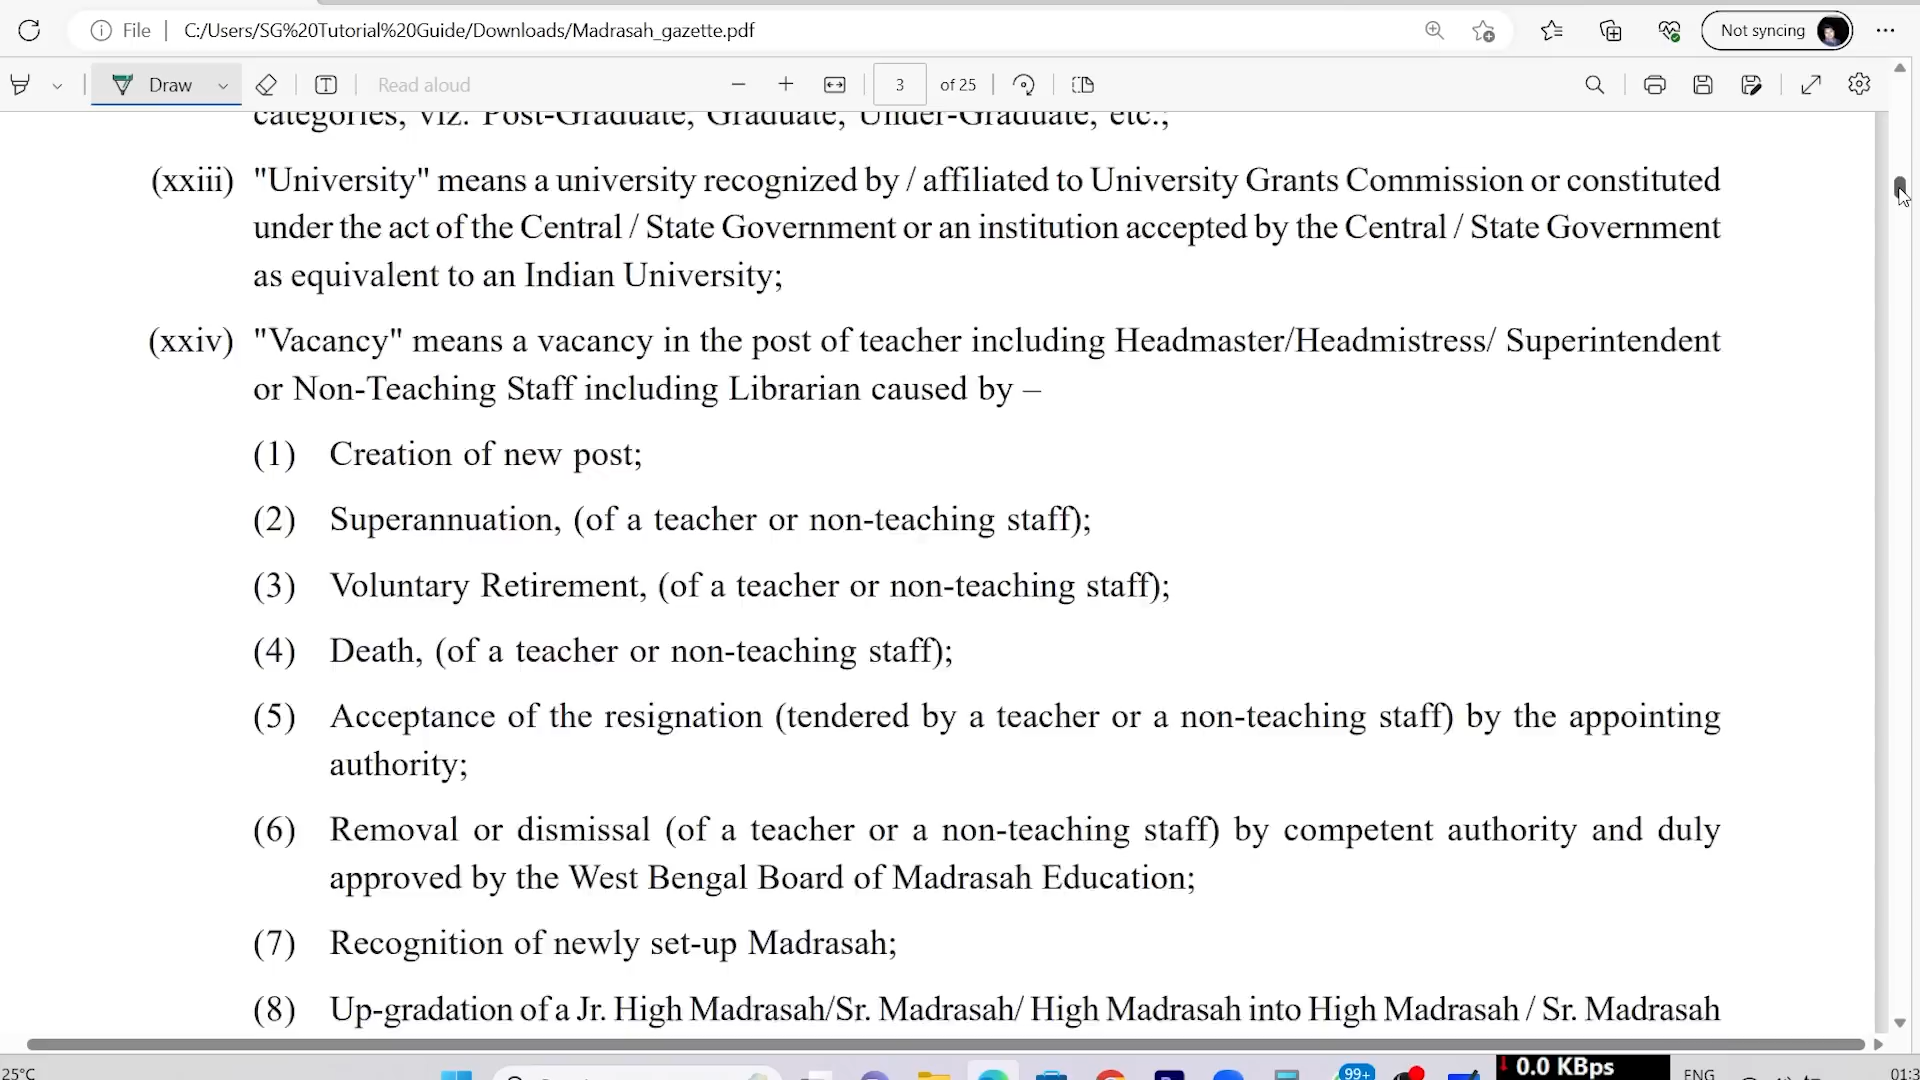 File
C:/Users/SG%20Tutorial%20Guide/Downloads/Madrasah_gazette.pdf
Not syncing
Draw
Read aloud
3 of 25
categories, viz. Post-Graduate, Graduate, Under-Graduate, etc.;
(xxiii) "University" means a university recognized by / affiliated to University Grants Commission or constituted
under the act of the Central / State Government or an institution accepted by the Central / State Government
as equivalent to an Indian University;
(xxiv) "Vacancy" means a vacancy in the post of teacher including Headmaster/Headmistress/ Superintendent
or Non-Teaching Staff including Librarian caused by –
(1) Creation of new post;
(2) Superannuation, (of a teacher or non-teaching staff);
(3) Voluntary Retirement, (of a teacher or non-teaching staff);
(4) Death, (of a teacher or non-teaching staff);
(5) Acceptance of the resignation (tendered by a teacher or a non-teaching staff) by the appointing
authority;
(6) Removal or dismissal (of a teacher or a non-teaching staff) by competent authority and duly
approved by the West Bengal Board of Madrasah Education;
(7) Recognition of newly set-up Madrasah;
(8) Up-gradation of a Jr. High Madrasah/Sr. Madrasah/ High Madrasah into High Madrasah / Sr. Madrasah
25°C
99+
0.0 KBps
ENG